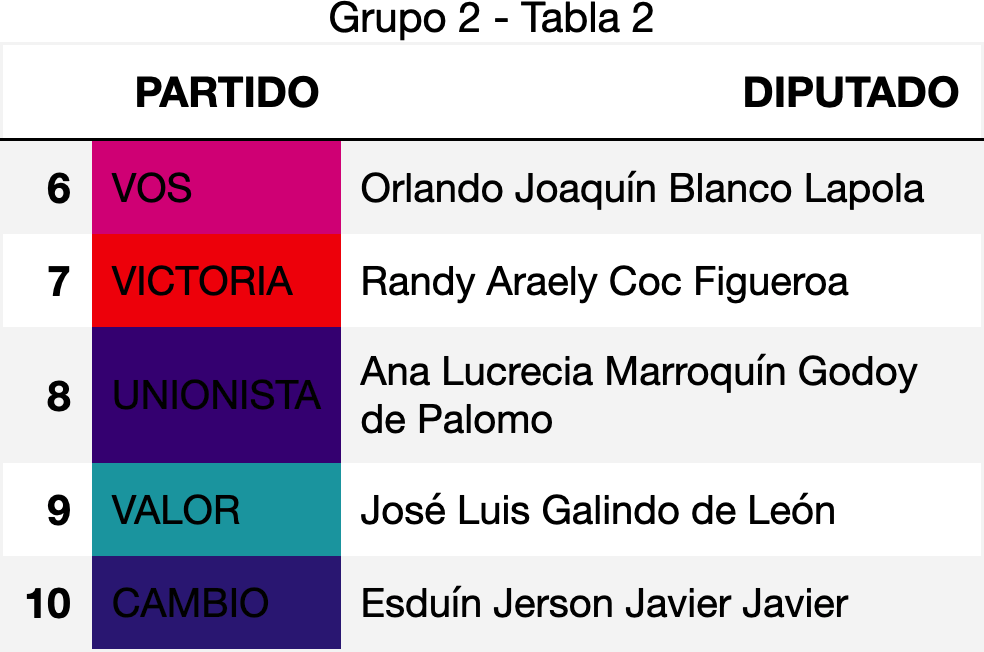 Grupo 2 - Tabla 2
PARTIDO DIPUTADO
6 VOS Orlando Joaquín Blanco Lapola
7 VICTORIA Randy Araely Coc Figueroa
8 UNIONISTA Ana Lucrecia Marroquín Godoy
de Palomo
9 VALOR José Luis Galindo de León
10 CAMBIO Esduín Jerson Javier Javier